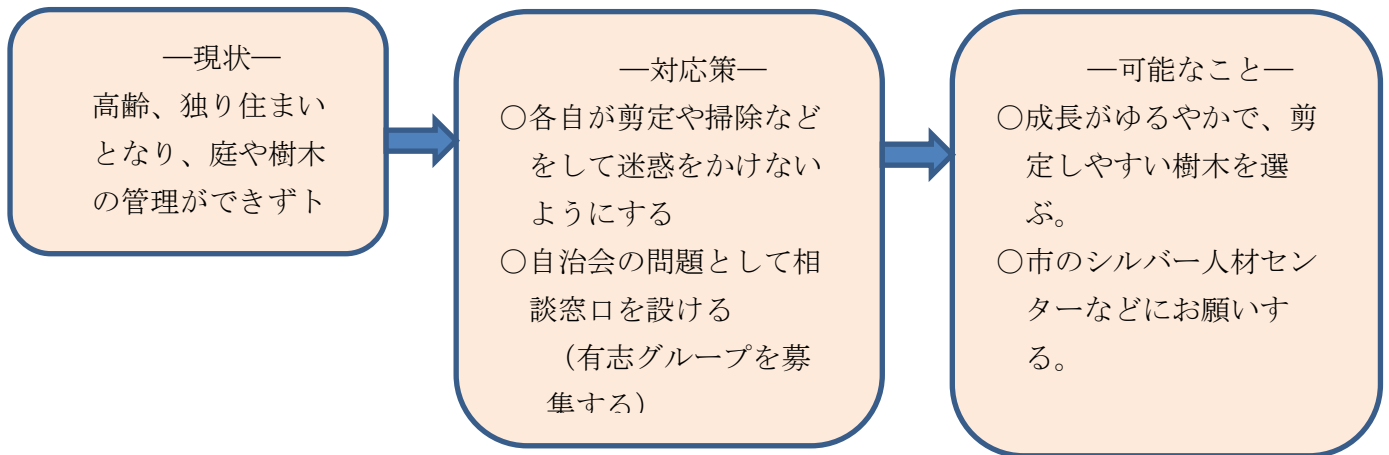 ―現状―
高齢、独り住まい
となり、庭や樹木
の管理ができずト
―対応策―
○各自が剪定や掃除など
をして迷惑をかけない
ようにする
○自治会の問題として相
談窓口を設ける
（有志グループを募
集する）
―可能なこと―
○成長がゆるやかで、剪
定しやすい樹木を選
ぶ。
○市のシルバー人材セン
ターなどにお願いす
る。